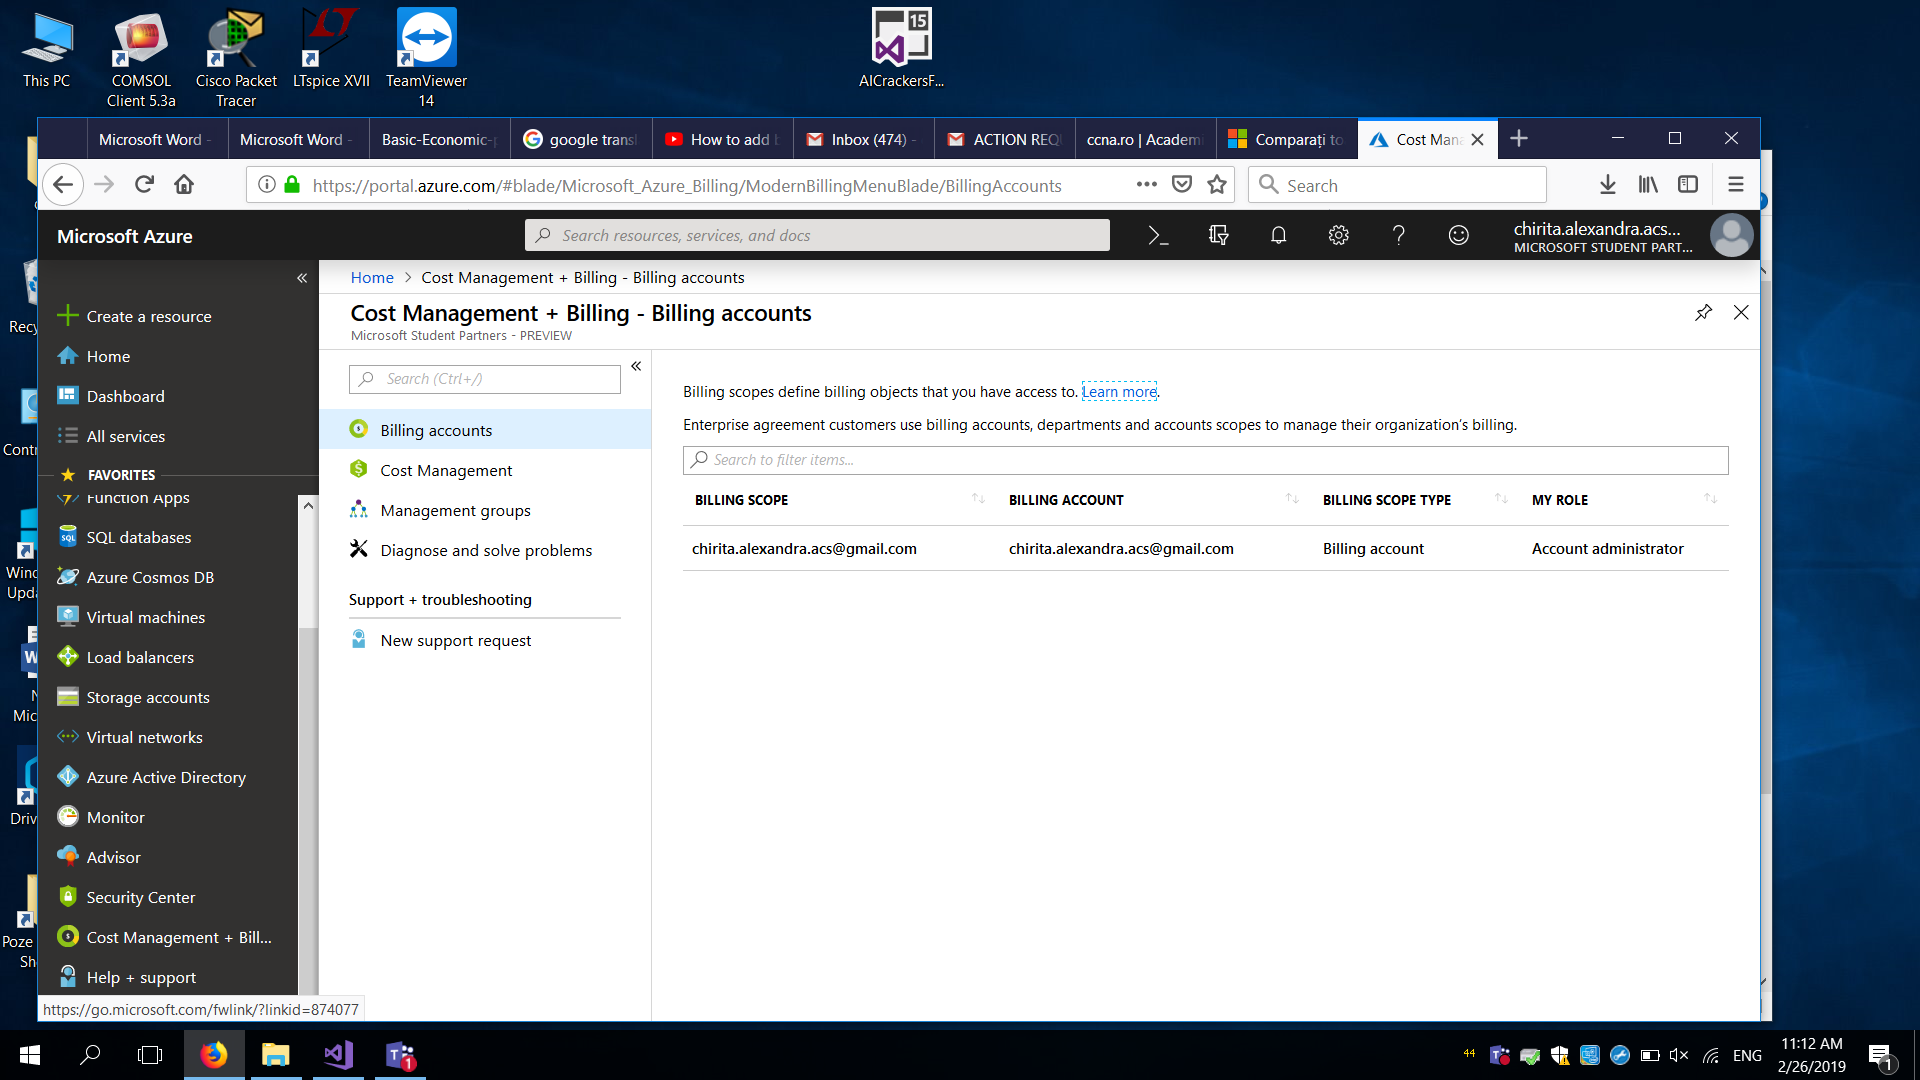 This PC
COMSOL
Client 5.3a
Cisco Packet
Tracer
LTspice XVII
TeamViewer
14
15
AICrackersF...
Microsoft Word -
Microsoft Word -
Basic-Economic-
google trans
How to add
Inbox (474) -
ACTION REQ
ccna.ro | Academ
Comparați to
Cost Man
https://portal.azure.com/#blade/Microsoft_Azure_Billing/ModernBillingMenuBlade/BillingAccounts
Search
Microsoft Azure
Search resources, services, and docs
chirita.alexandra.acs...
MICROSOFT STUDENT PART...
Home > Cost Management + Billing - Billing accounts
Cost Management + Billing - Billing accounts
Microsoft Student Partners - PREVIEW
Create a resource
Home
Dashboard
All services
FAVORITES
Function Apps
SQL databases
Azure Cosmos DB
Virtual machines
Load balancers
Storage accounts
Virtual networks
Azure Active Directory
Monitor
Advisor
Security Center
Cost Management + Bill...
Help + support
https://go.microsoft.com/fwlink/?linkid=874077
Search (Ctrl+/)
Billing accounts
Cost Management
Management groups
Diagnose and solve problems
Support + troubleshooting
New support request
Billing scopes define billing objects that you have access to. Learn more.
Enterprise agreement customers use billing accounts, departments and accounts scopes to manage their organization's billing.
Search to filter items...
BILLING SCOPE BILLING ACCOUNT BILLING SCOPE TYPE MY ROLE
chirita.alexandra.acs@gmail.com chirita.alexandra.acs@gmail.com Billing account Account administrator
Recy
Contr
Wind
Upda
N
Mic
Driv
Poze
Sh
44
ENG
11:12 AM
2/26/2019
1
1